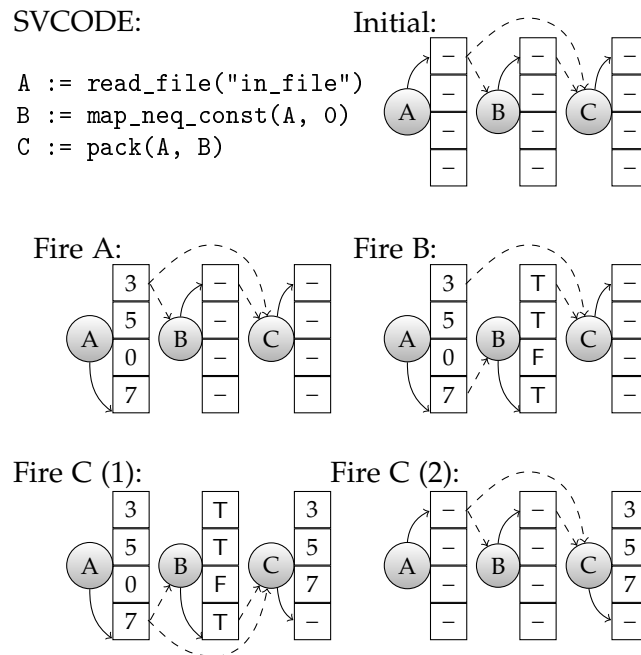 SVCODE:
A := read_file("in_file")
B := map_neq_const(A, 0)
C := pack(A, B)
Initial:
A – – – –
B – – – –
C – – – –
Fire A:
A 3 5 0 7
B – – – –
C – – – –
Fire B:
A 3 5 0 7
B T T F T
C – – – –
Fire C (1):
A 3 5 0 7
B T T F T
C 3 5 7 –
Fire C (2):
A – – – –
B – – – –
C 3 5 7 –